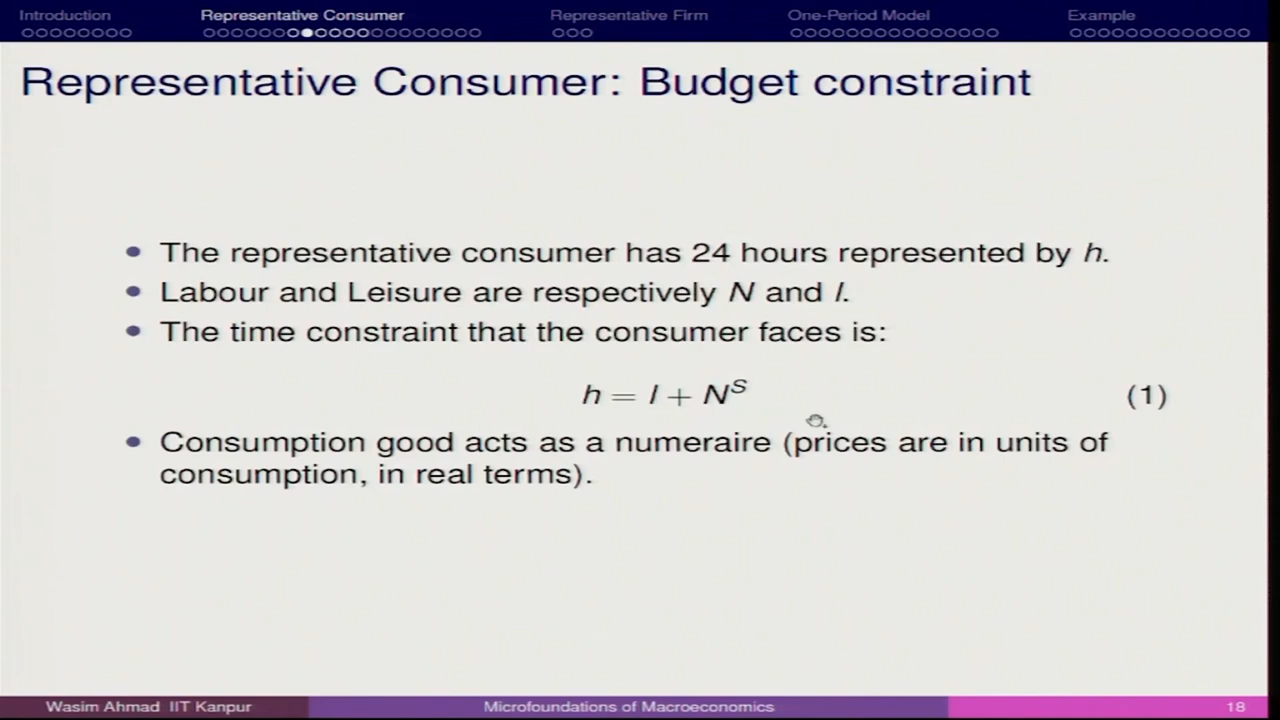 Introduction Representative Consumer Representative Firm One-Period Model Example
Representative Consumer: Budget constraint
The representative consumer has 24 hours represented by h.
Labour and Leisure are respectively N and l.
The time constraint that the consumer faces is:
h = l + N^S (1)
Consumption good acts as a numeraire (prices are in units of
consumption, in real terms).
Wasim Ahmad IIT Kanpur Microfoundations of Macroeconomics 18